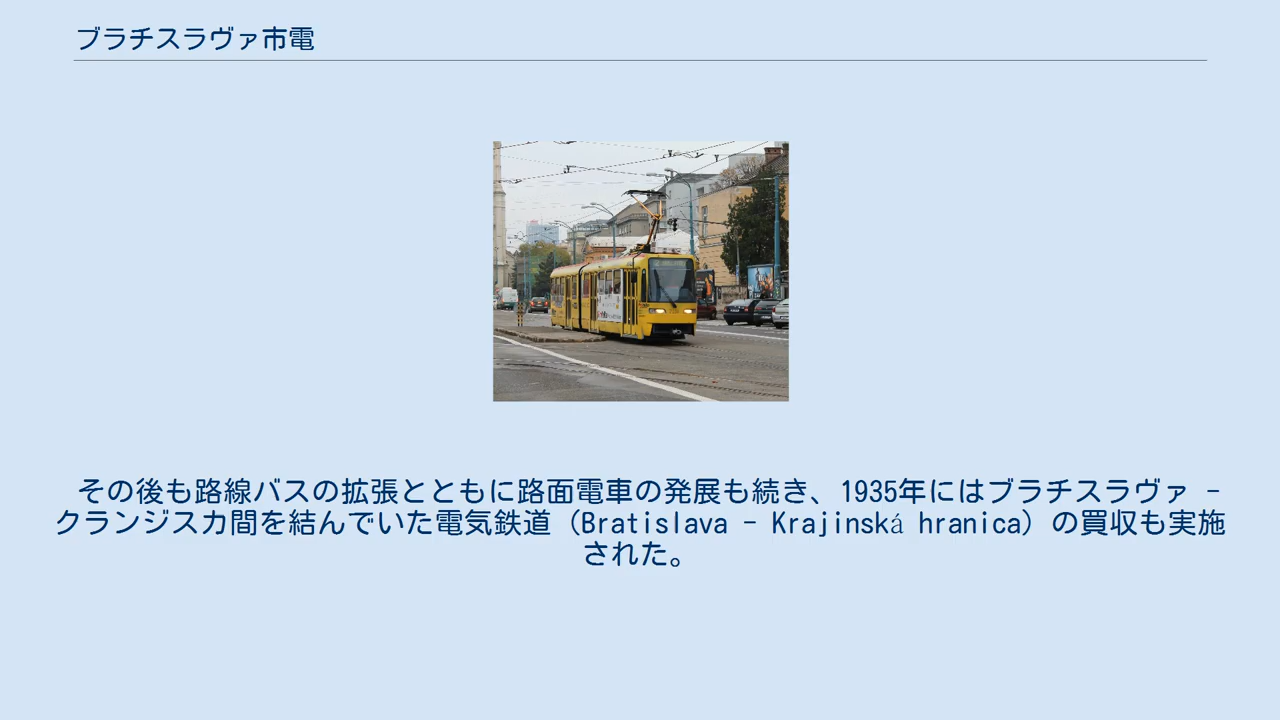 ブラチスラヴァ市電
その後も路線バスの拡張とともに路面電車の発展も続き、1935年にはブラチスラヴァ -
クランジスカ間を結んでいた電気鉄道（Bratislava - Krajinská hranica）の買収も実施
された。